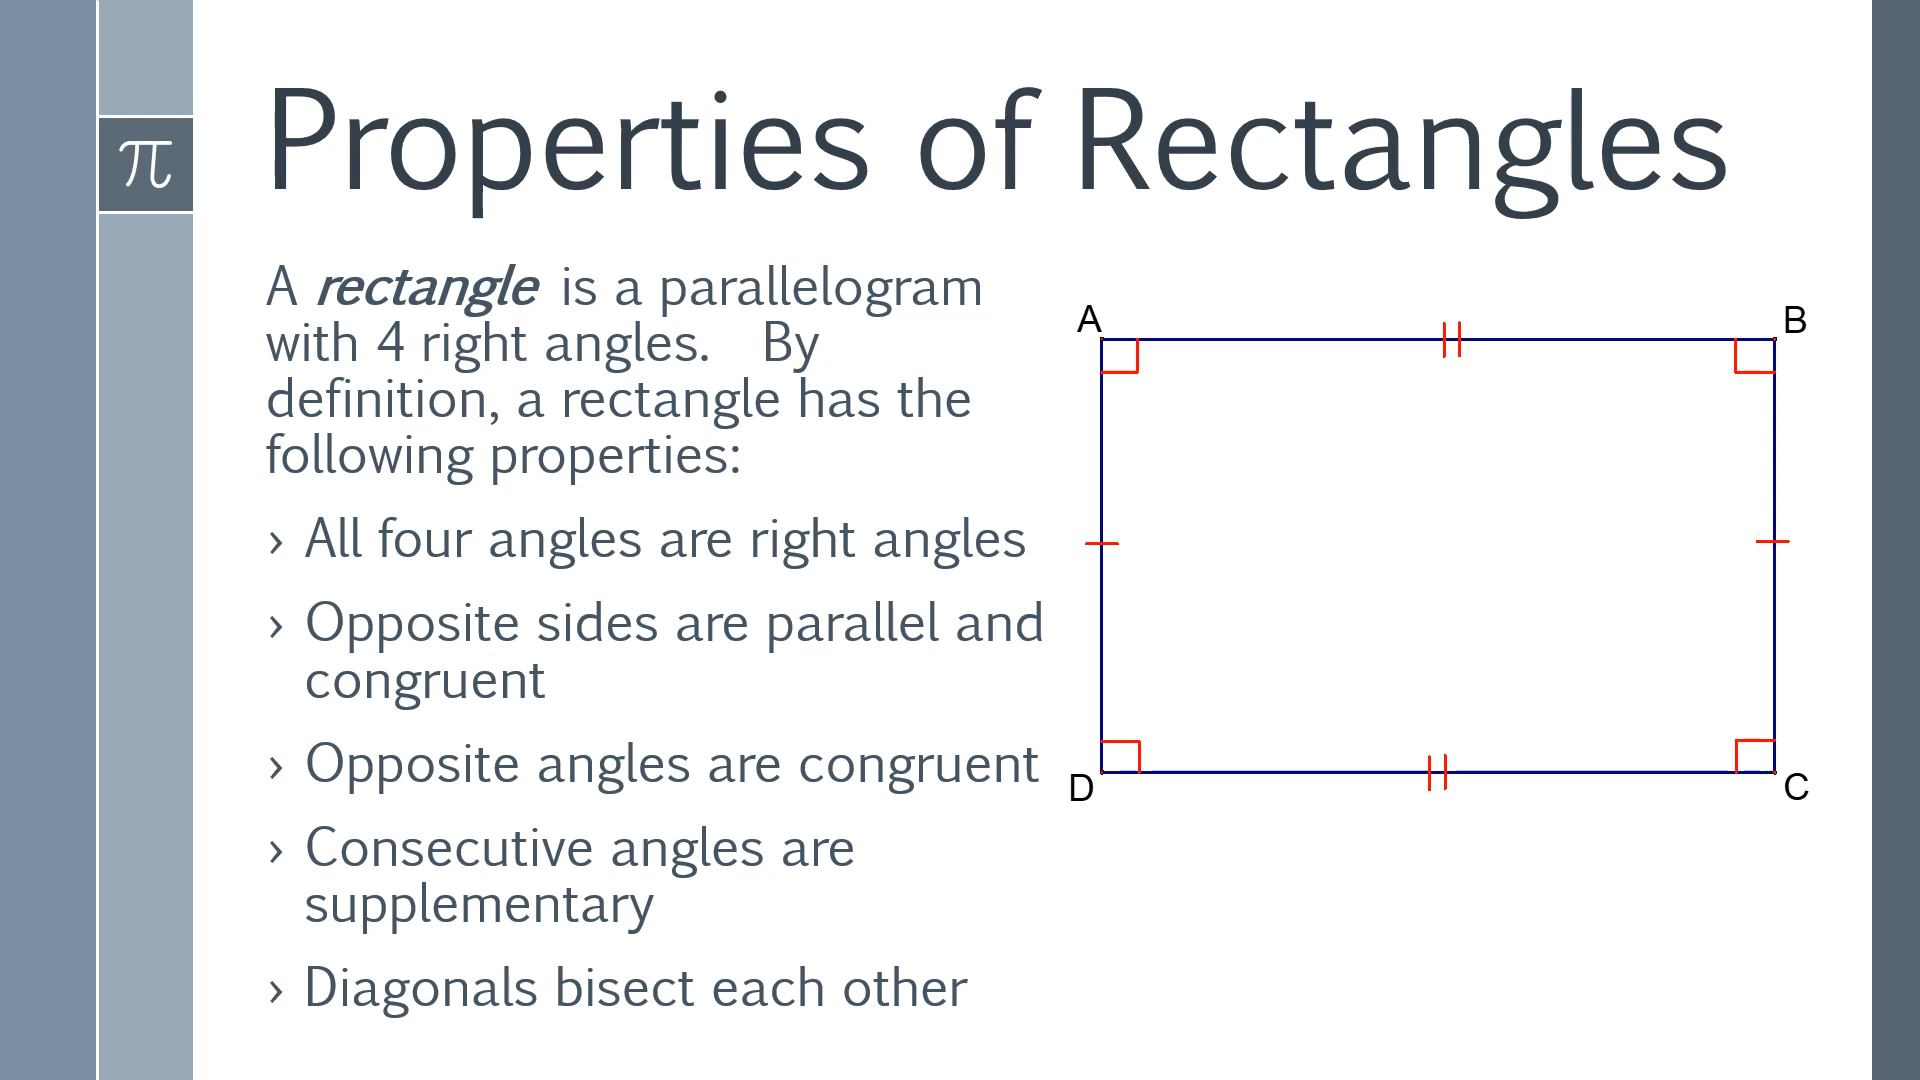 π
Properties of Rectangles
A rectangle is a parallelogram
with 4 right angles. By
definition, a rectangle has the
following properties:
› All four angles are right angles
› Opposite sides are parallel and
congruent
› Opposite angles are congruent
› Consecutive angles are
supplementary
› Diagonals bisect each other
A
B
D
C